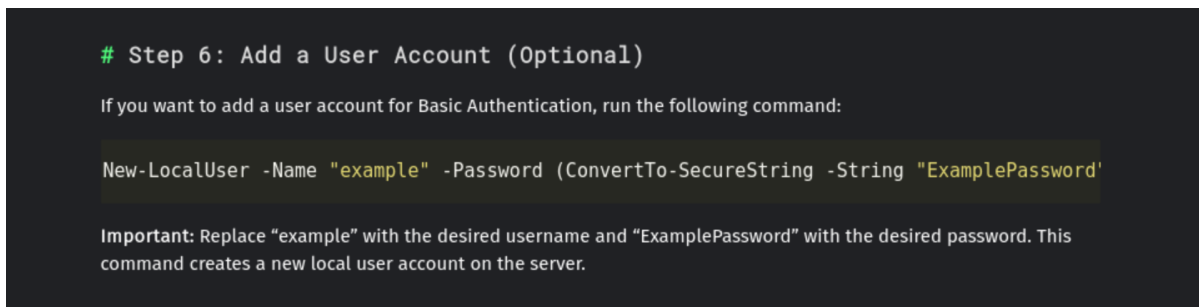 # Step 6: Add a User Account (Optional)
If you want to add a user account for Basic Authentication, run the following command:
New-LocalUser -Name "example" -Password (ConvertTo-SecureString -String "ExamplePassword"
Important: Replace “example” with the desired username and “ExamplePassword” with the desired password. This
command creates a new local user account on the server.